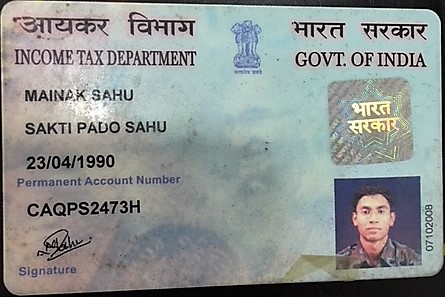 आयकर विभाग
भारत सरकार
INCOME TAX DEPARTMENT
GOVT. OF INDIA
सत्यमेव जयते
MAINAK SAHU
SAKTI PADO SAHU
भारत
सरकार
23/04/1990
Permanent Account Number
CAQPS2473H
Signature
07102008